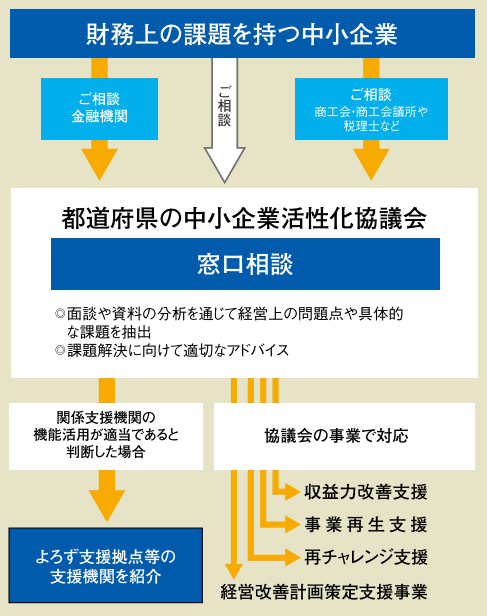 財務上の課題を持つ中小企業
ご相談
金融機関
ご相談
ご相談
商工会・商工会議所や
税理士など
都道府県の中小企業活性化協議会
窓口相談
◎面談や資料の分析を通じて経営上の問題点や具体的
な課題を抽出
◎課題解決に向けて適切なアドバイス
関係支援機関の
機能活用が適当であると
判断した場合
協議会の事業で対応
よろず支援拠点等の
支援機関を紹介
収益力改善支援
事業再生支援
再チャレンジ支援
経営改善計画策定支援事業